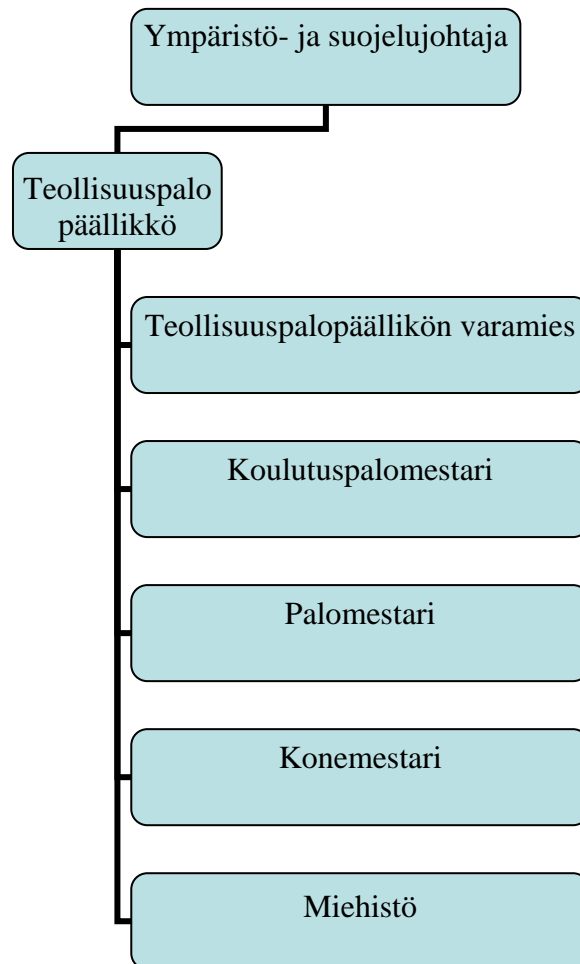 Ympäristö- ja suojelujohtaja
Teollisuuspalo
päällikkö
Teollisuuspalopäällikön varamies
Koulutuspalomestari
Palomestari
Konemestari
Miehistö